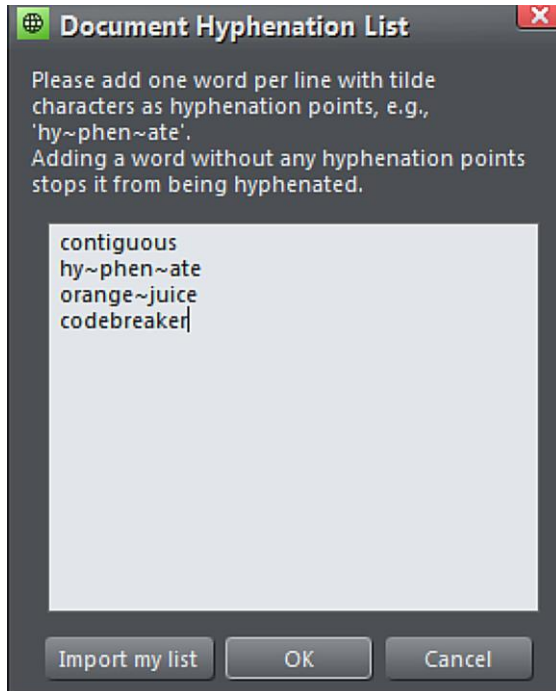 Document Hyphenation List
Please add one word per line with tilde
characters as hyphenation points, e.g.,
'hy~phen~ate'.
Adding a word without any hyphenation points
stops it from being hyphenated.
contiguous
hy~phen~ate
orange~juice
codebreaker
Import my list OK Cancel